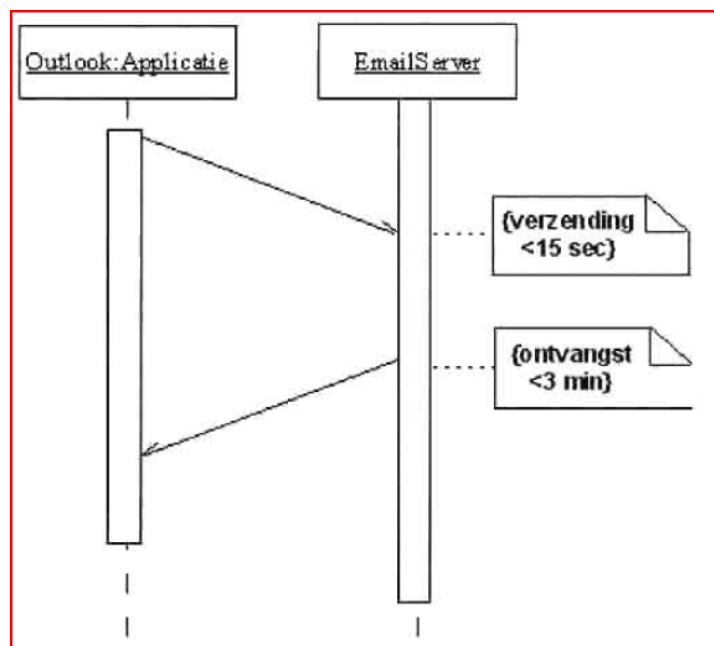 Outlook:Applicatie
EmailServer
{verzending
<15 sec}
{ontvangst
<3 min}